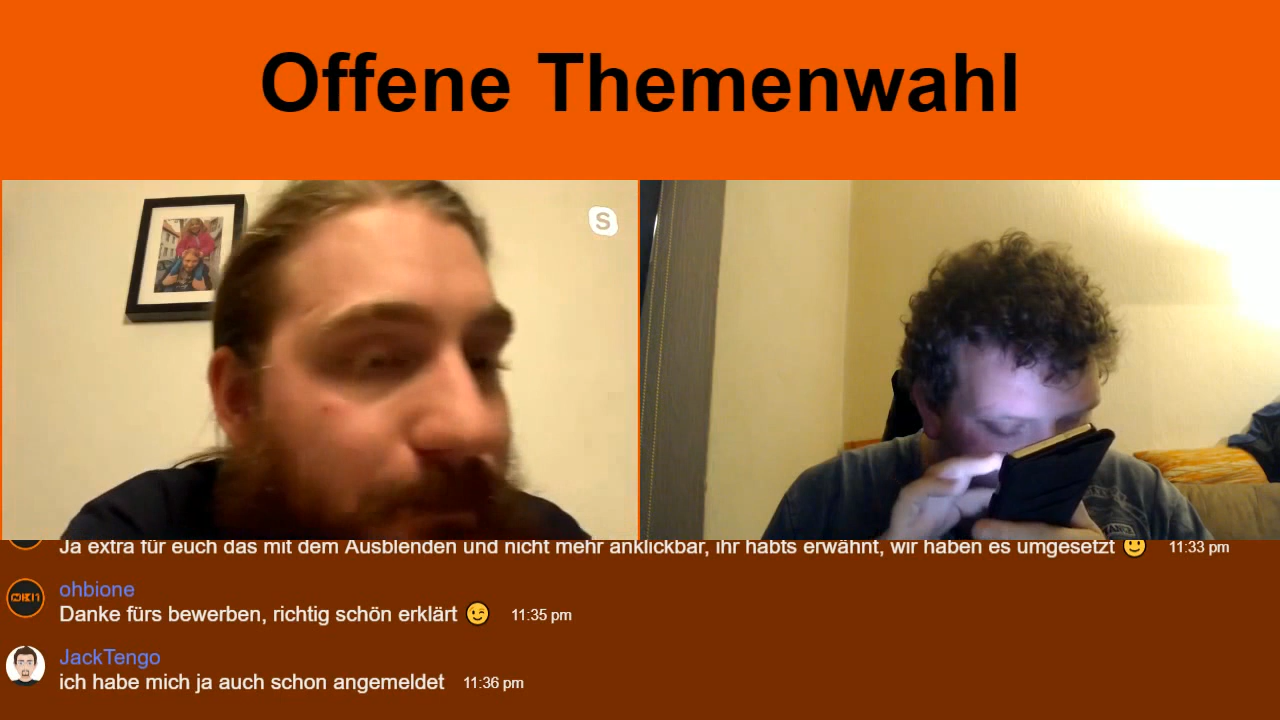 Offene Themenwahl
S
Ja extra für euch das mit dem Ausblenden und nicht mehr anklickbar, ihr habts erwähnt, wir haben es umgesetzt 🙂 11:33 pm
ohbione
Danke fürs bewerben, richtig schön erklärt 😉 11:35 pm
JackTengo
ich habe mich ja auch schon angemeldet 11:36 pm